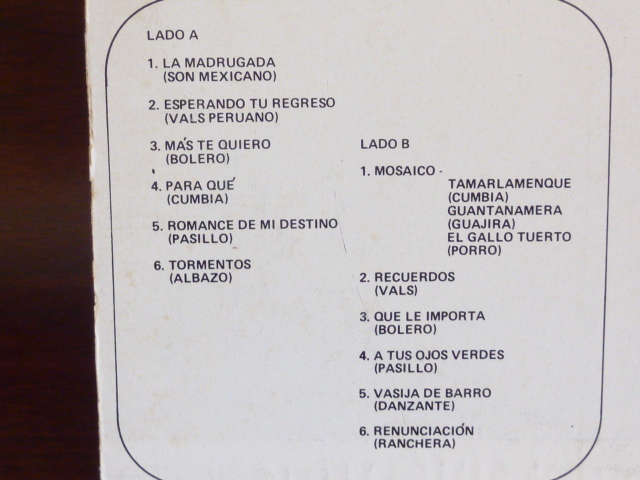 LADO A
1. LA MADRUGADA
(SON MEXICANO)
2. ESPERANDO TU REGRESO
(VALS PERUANO)
3. MÁS TE QUIERO
(BOLERO)
4. PARA QUÉ
(CUMBIA)
5. ROMANCE DE MI DESTINO
(PASILLO)
6. TORMENTOS
(ALBAZO)
LADO B
1. MOSAICO -
TAMARLAMENQUE
(CUMBIA)
GUANTANAMERA
(GUAJIRA)
EL GALLO TUERTO
(PORRO)
2. RECUERDOS
(VALS)
3. QUE LE IMPORTA
(BOLERO)
4. A TUS OJOS VERDES
(PASILLO)
5. VASIJA DE BARRO
(DANZANTE)
6. RENUNCIACIÓN
(RANCHERA)